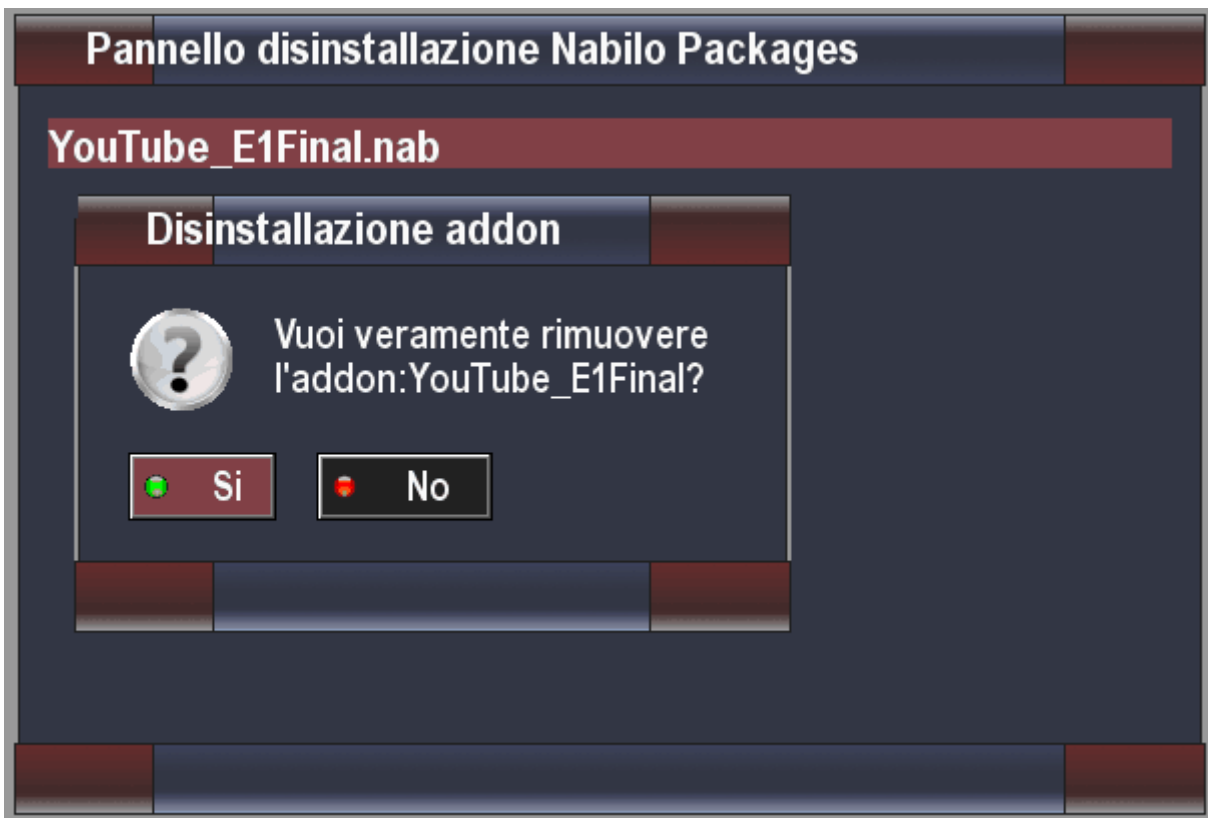 Pannello disinstallazione Nabilo Packages
YouTube_E1Final.nab
Disinstallazione addon
Vuoi veramente rimuovere
l'addon:YouTube_E1Final?
Si
No